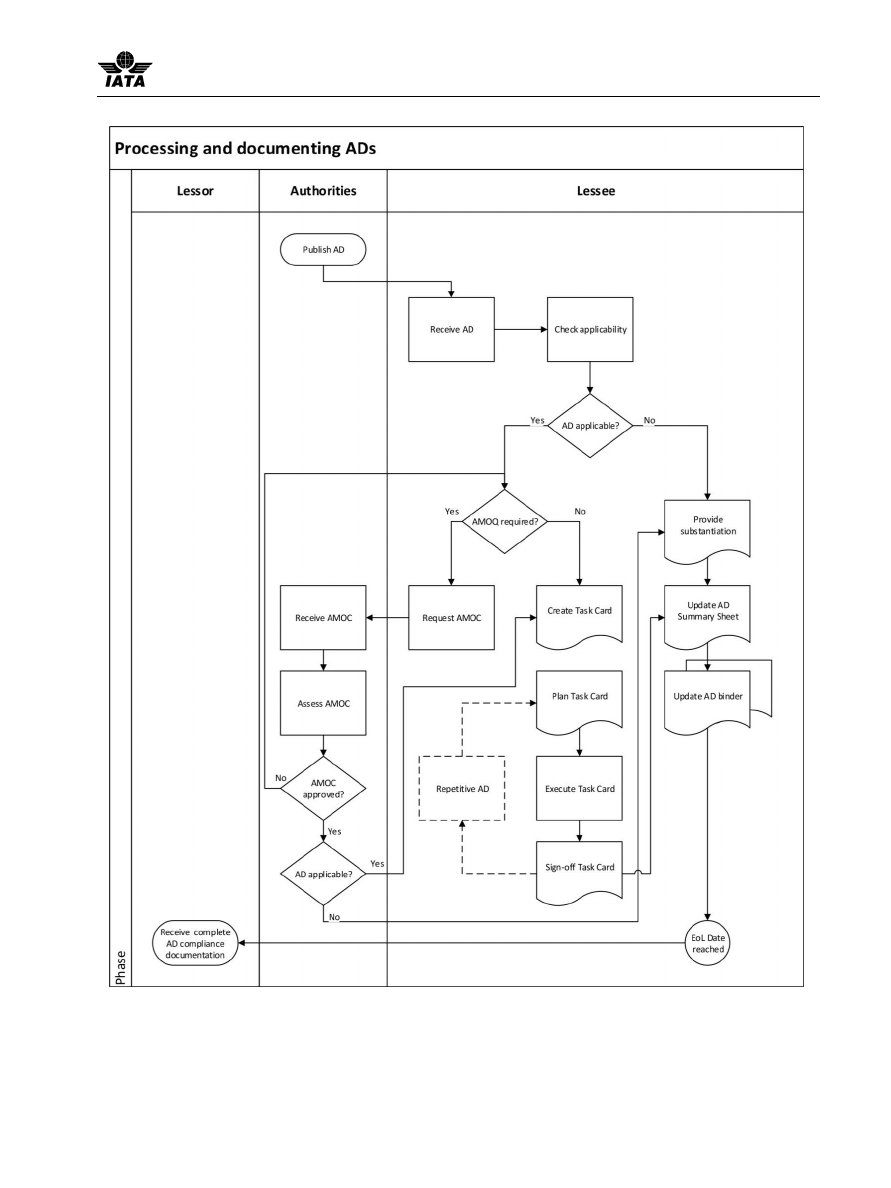 IATA
Processing and documenting ADs
Phase
Lessor
Authorities
Lessee
Publish AD
Receive AD
Check applicability
AD applicable?
Yes
No
AMOQ required?
Yes
No
Provide
substantiation
Receive AMOC
Request AMOC
Create Task Card
Update AD
Summary Sheet
Assess AMOC
Plan Task Card
Update AD binder
AMOC
approved?
No
Yes
Repetitive AD
Execute Task Card
AD applicable?
Yes
No
Sign-off Task Card
Receive complete
AD compliance
documentation
EoL Date
reached